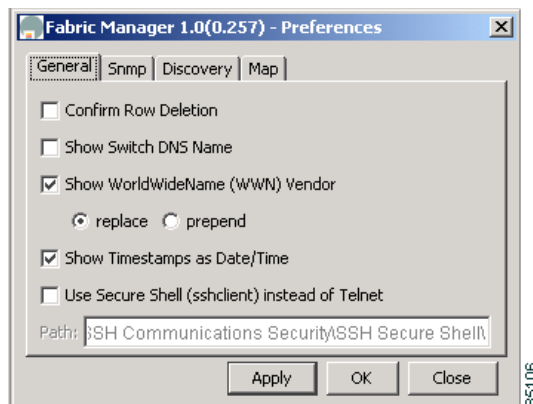 Fabric Manager 1.0(0.257) - Preferences
General Snmp Discovery Map
Confirm Row Deletion
Show Switch DNS Name
Show WorldWideName (WWN) Vendor
replace prepend
Show Timestamps as Date/Time
Use Secure Shell (sshclient) instead of Telnet
Path: SSH Communications Security\SSH Secure Shell\
Apply OK Close
85106